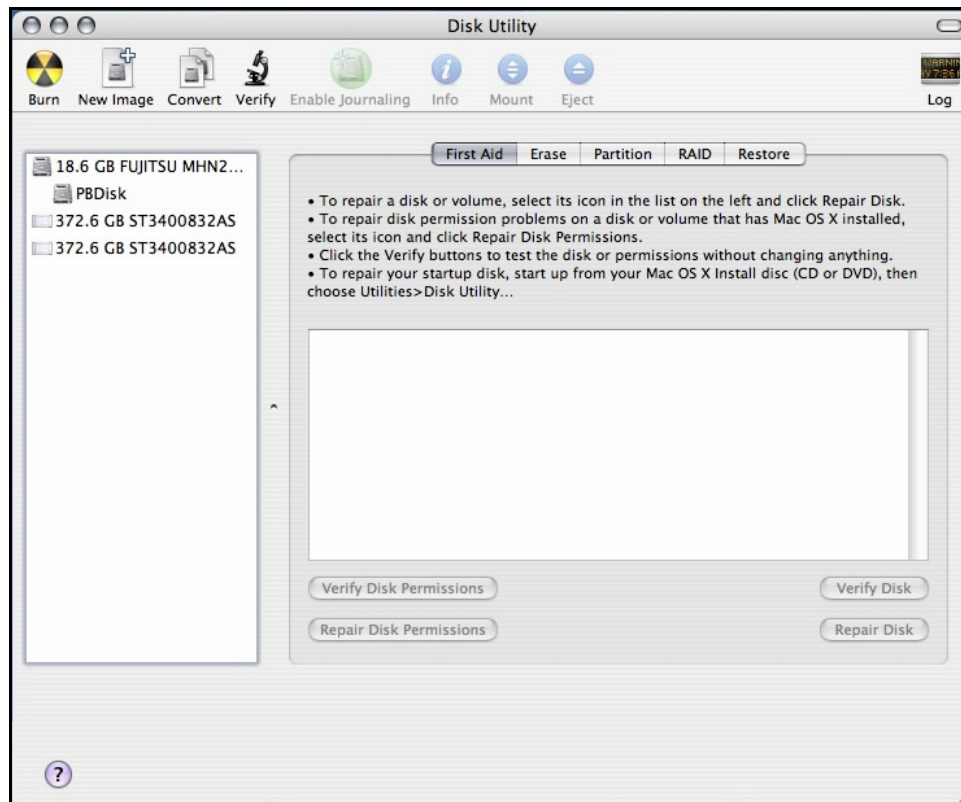 Disk Utility
Burn New Image Convert Verify Enable Journaling Info Mount Eject Log
18.6 GB FUJITSU MHN2...
PBDisk
372.6 GB ST3400832AS
372.6 GB ST3400832AS
First Aid Erase Partition RAID Restore
• To repair a disk or volume, select its icon in the list on the left and click Repair Disk.
• To repair disk permission problems on a disk or volume that has Mac OS X installed,
select its icon and click Repair Disk Permissions.
• Click the Verify buttons to test the disk or permissions without changing anything.
• To repair your startup disk, start up from your Mac OS X Install disc (CD or DVD), then
choose Utilities>Disk Utility...
Verify Disk Permissions Verify Disk
Repair Disk Permissions Repair Disk
?